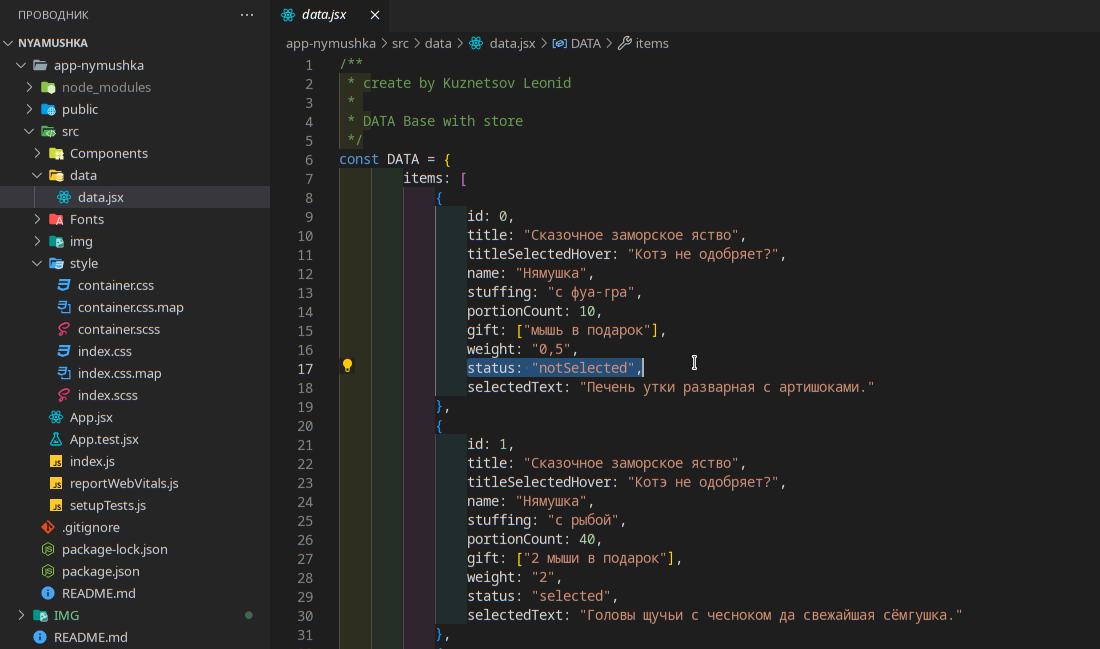 ПРОВОДНИК
···
NYAMUSHKA
app-nymushka
node_modules
public
src
Components
data
data.jsx
Fonts
img
style
container.css
container.css.map
container.scss
index.css
index.css.map
index.scss
App.jsx
App.test.jsx
index.js
reportWebVitals.js
setupTests.js
.gitignore
package-lock.json
package.json
README.md
IMG
README.md
data.jsx
app-nymushka > src > data > data.jsx > DATA > items
1 /**
2 * create by Kuznetsov Leonid
3 *
4 * DATA Base with store
5 */
6 const DATA = {
7 items: [
8 {
9 id: 0,
10 title: "Сказочное заморское яство",
11 titleSelectedHover: "Котэ не одобряет?",
12 name: "Нямушка",
13 stuffing: "с фуа-гра",
14 portionCount: 10,
15 gift: ["мышь в подарок"],
16 weight: "0,5",
17 status: "notSelected",
18 selectedText: "Печень утки разварная с артишоками."
19 },
20 {
21 id: 1,
22 title: "Сказочное заморское яство",
23 titleSelectedHover: "Котэ не одобряет?",
24 name: "Нямушка",
25 stuffing: "с рыбой",
26 portionCount: 40,
27 gift: ["2 мыши в подарок"],
28 weight: "2",
29 status: "selected",
30 selectedText: "Головы щучьи с чесноком да свежайшая сёмгушка."
31 },